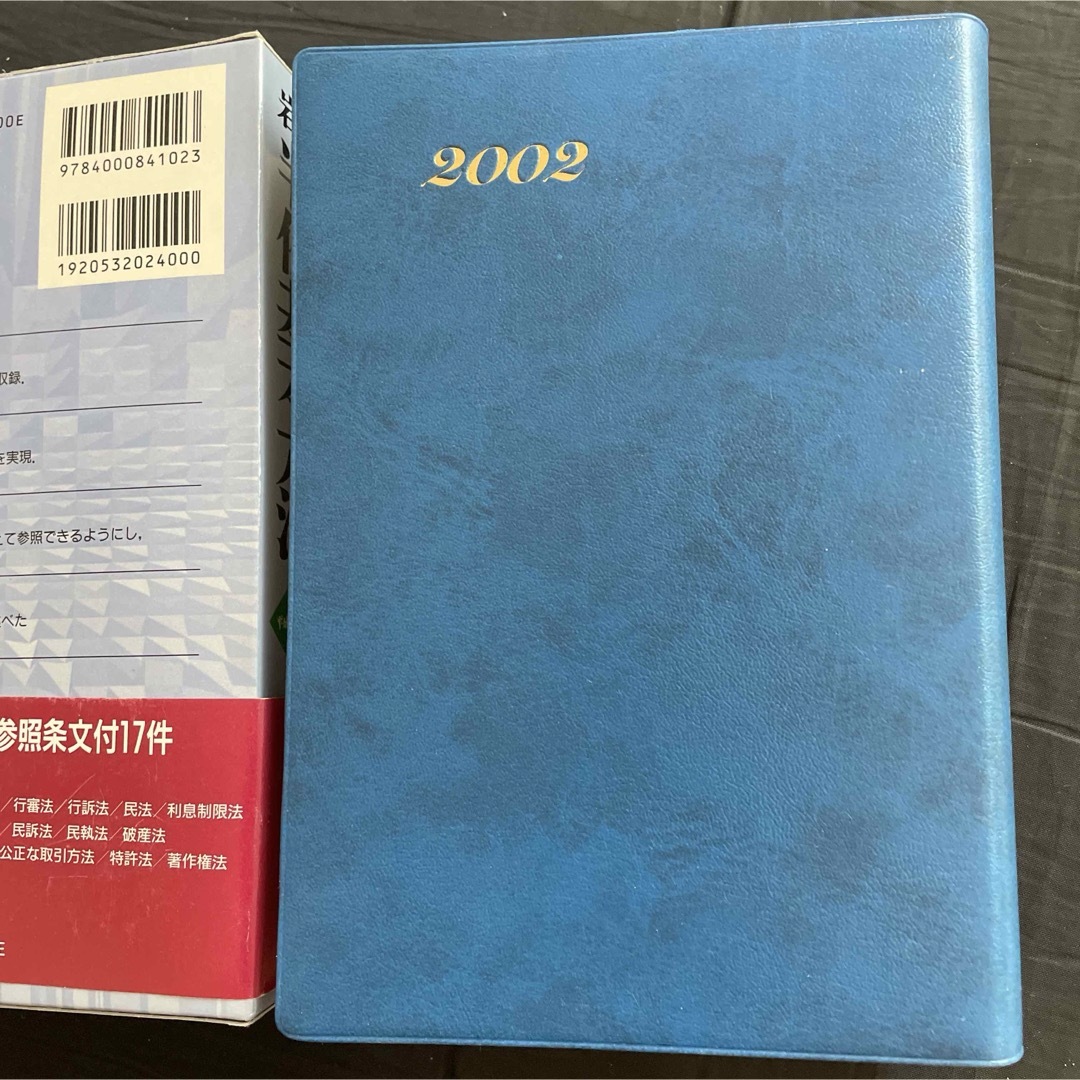 00E
9784000841023
1920532024000
収録.
を実現.
えて参照できるようにし,
べた
参照条文付17件
／行審法／行訴法／民法／利息制限法
／民訴法／民執法／破産法
公正な取引方法／特許法／著作権法
E
2002